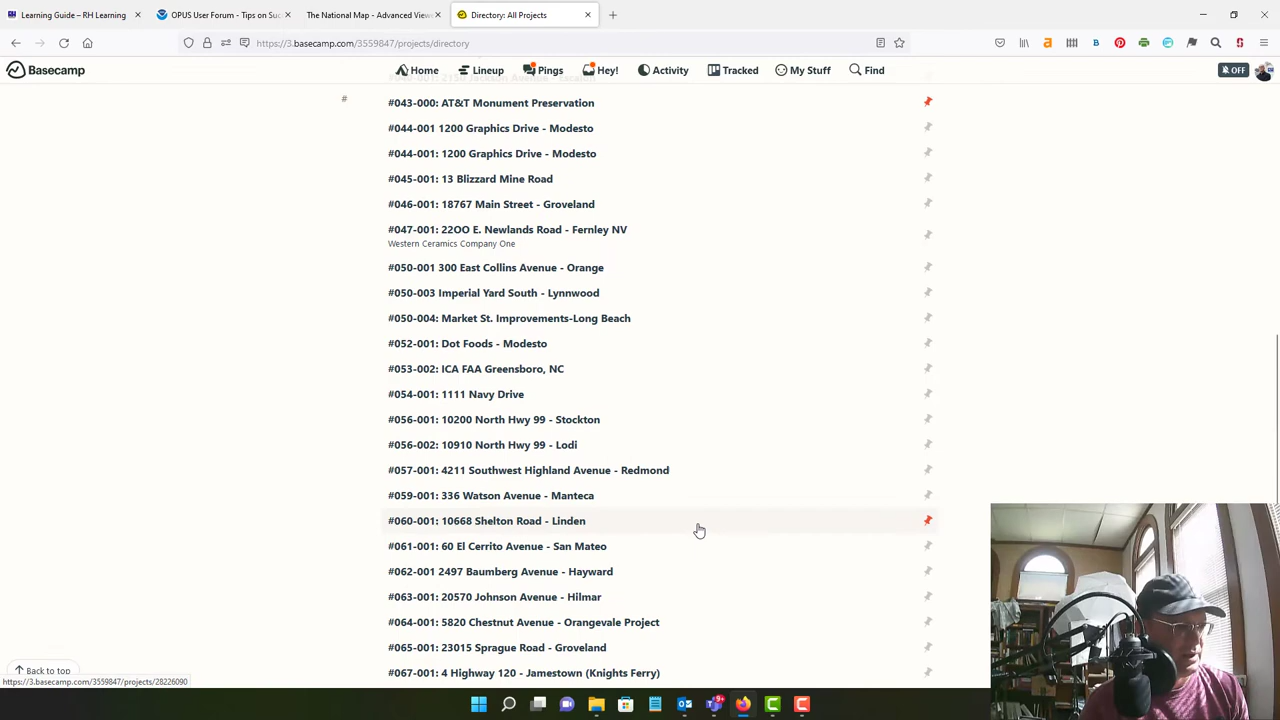 Learning Guide – RH Learning
OPUS User Forum - Tips on Suc
The National Map - Advanced Viewe
Directory: All Projects
https://3.basecamp.com/3559847/projects/directory
Basecamp
Home
Lineup
Pings
Hey!
Activity
Tracked
My Stuff
Find
OFF
#
#043-000: AT&T Monument Preservation
#044-001 1200 Graphics Drive - Modesto
#044-001: 1200 Graphics Drive - Modesto
#045-001: 13 Blizzard Mine Road
#046-001: 18767 Main Street - Groveland
#047-001: 22OO E. Newlands Road - Fernley NV
Western Ceramics Company One
#050-001 300 East Collins Avenue - Orange
#050-003 Imperial Yard South - Lynnwood
#050-004: Market St. Improvements-Long Beach
#052-001: Dot Foods - Modesto
#053-002: ICA FAA Greensboro, NC
#054-001: 1111 Navy Drive
#056-001: 10200 North Hwy 99 - Stockton
#056-002: 10910 North Hwy 99 - Lodi
#057-001: 4211 Southwest Highland Avenue - Redmond
#059-001: 336 Watson Avenue - Manteca
#060-001: 10668 Shelton Road - Linden
#061-001: 60 El Cerrito Avenue - San Mateo
#062-001 2497 Baumberg Avenue - Hayward
#063-001: 20570 Johnson Avenue - Hilmar
#064-001: 5820 Chestnut Avenue - Orangevale Project
#065-001: 23015 Sprague Road - Groveland
#067-001: 4 Highway 120 - Jamestown (Knights Ferry)
Back to top
https://3.basecamp.com/3559847/projects/28226090